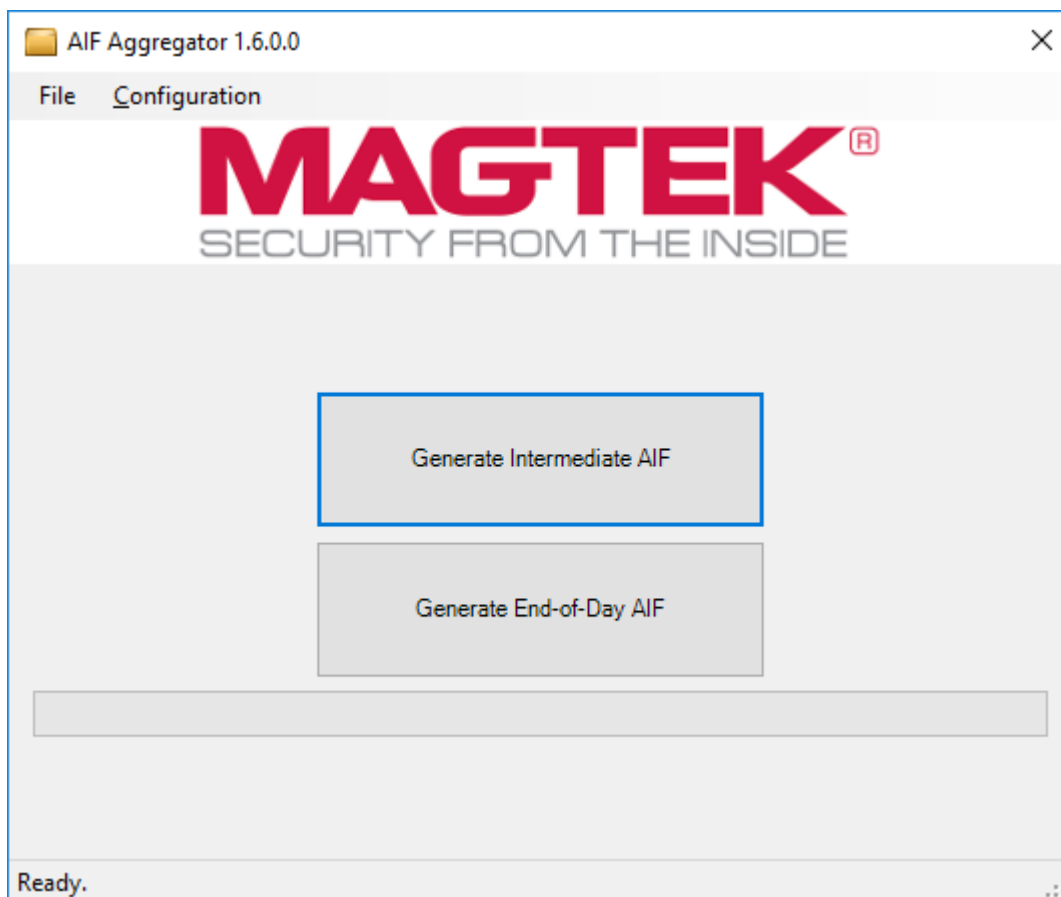 AIF Aggregator 1.6.0.0
File Configuration
MAGTEK®
SECURITY FROM THE INSIDE
Generate Intermediate AIF
Generate End-of-Day AIF
Ready.